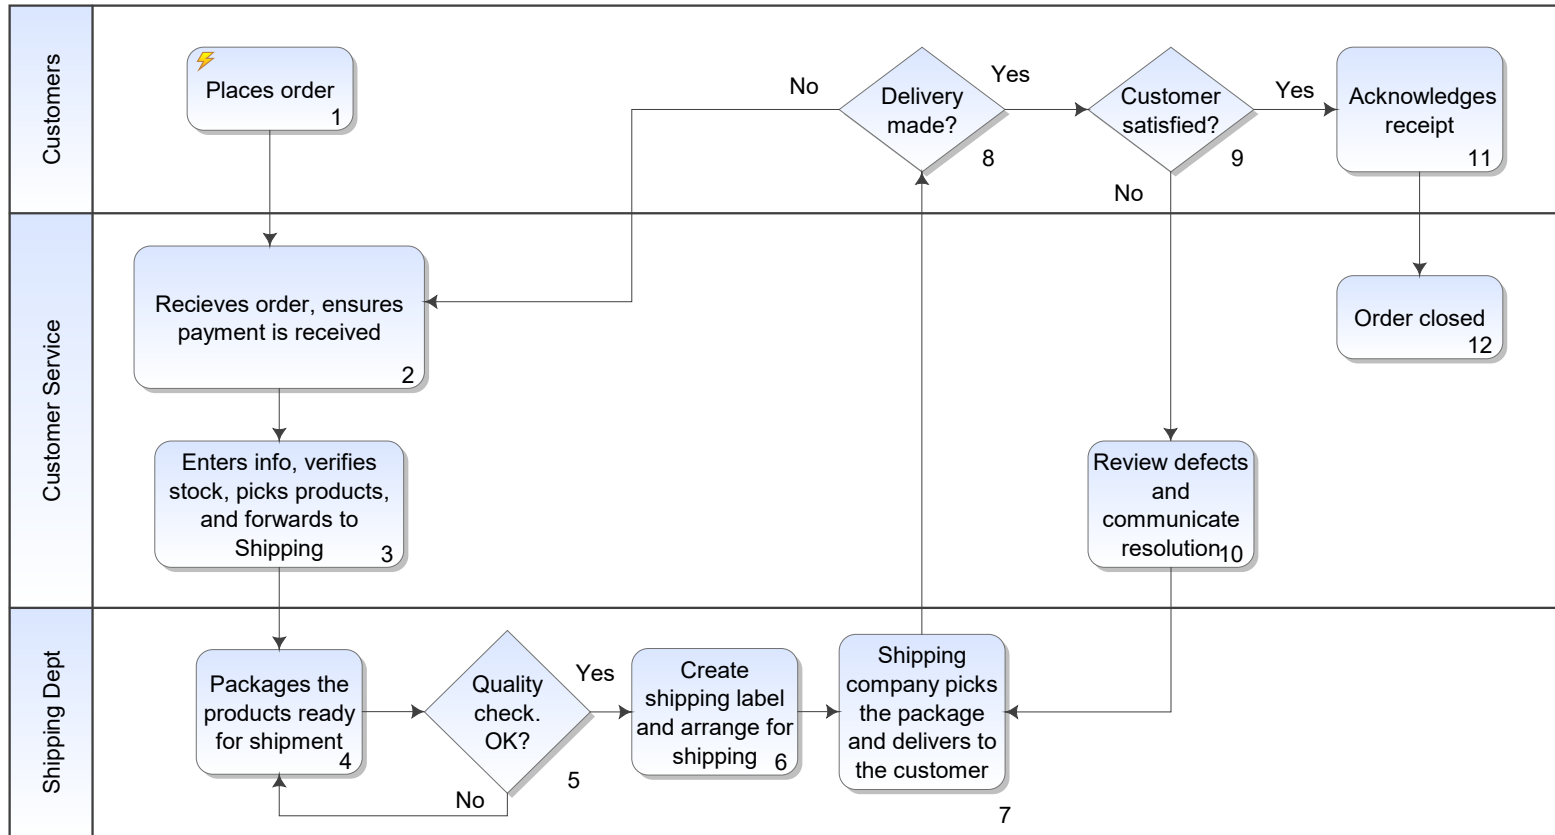 Customers
Places order
1
No
Delivery
made?
8
Yes
Customer
satisfied?
9
Yes
No
Acknowledges
receipt
11
Customer Service
Recieves order, ensures
payment is received
2
Order closed
12
Enters info, verifies
stock, picks products,
and forwards to
Shipping
3
Review defects
and
communicate
resolution
10
Shipping Dept
Packages the
products ready
for shipment
4
Quality
check.
OK?
5
Yes
No
Create
shipping label
and arrange for
shipping
6
Shipping
company picks
the package
and delivers to
the customer
7